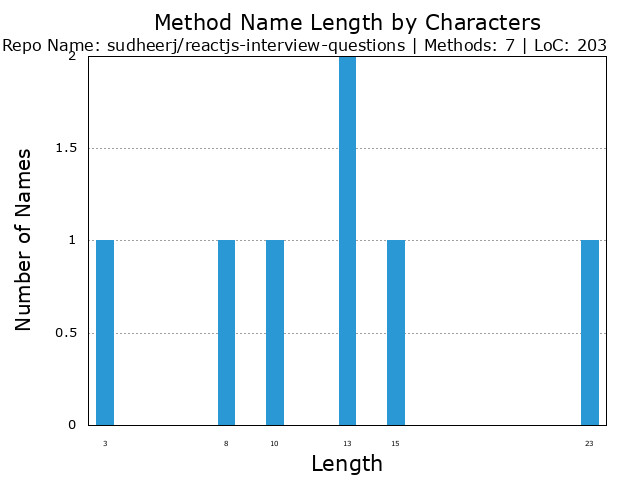 Method Name Length by Characters
Repo Name: sudheerj/reactjs-interview-questions | Methods: 7 | LoC: 203
2
1.5
1
0.5
0
Number of Names
3 8 10 13 15 23
Length